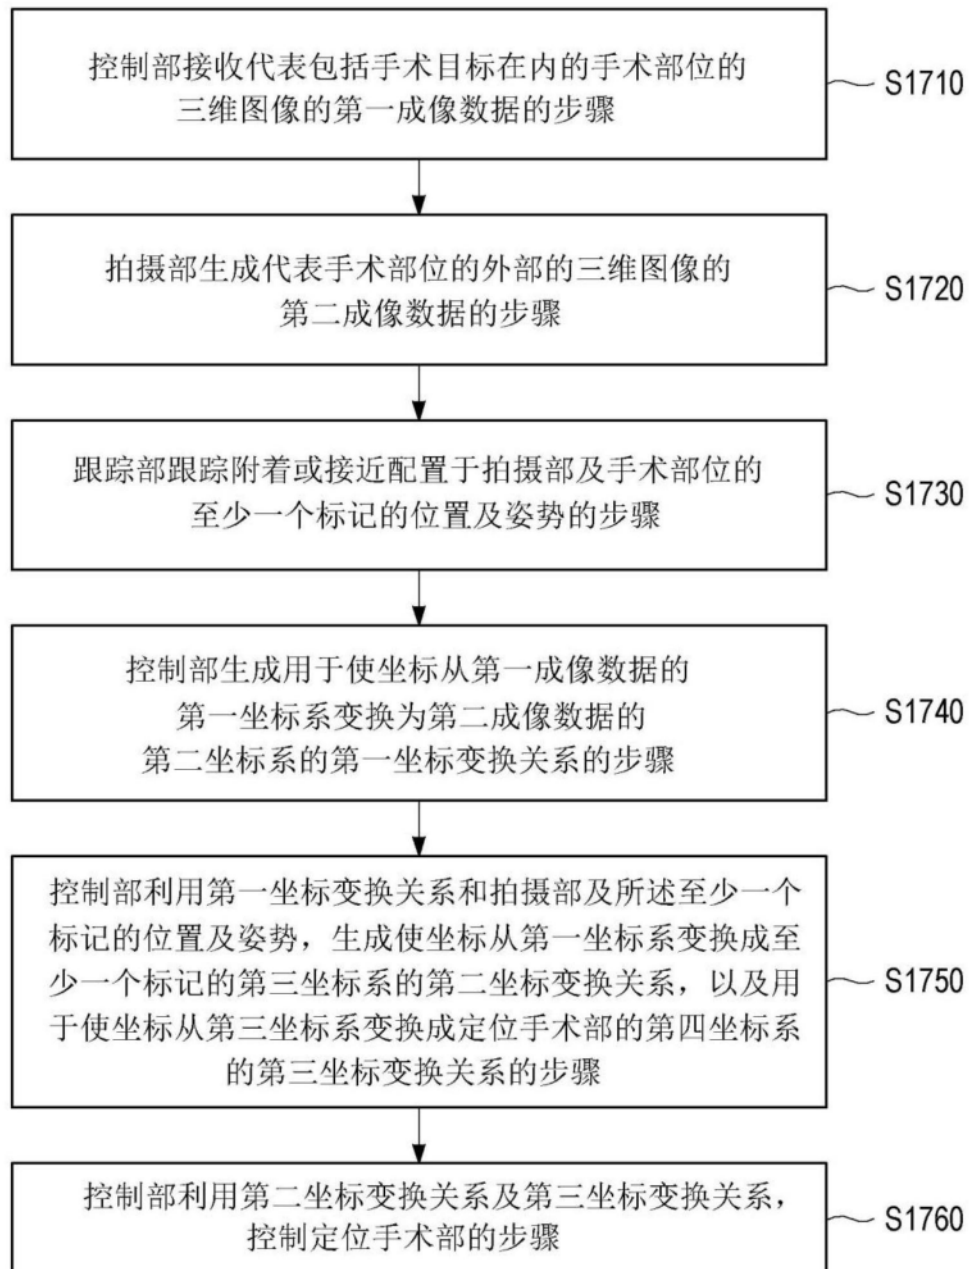 控制部接收代表包括手术目标在内的手术部位的
三维图像的第一成像数据的步骤
S1710
拍摄部生成代表手术部位的外部的三维图像的
第二成像数据的步骤
S1720
跟踪部跟踪附着或接近配置于拍摄部及手术部位的
至少一个标记的位置及姿势的步骤
S1730
控制部生成用于使坐标从第一成像数据的
第一坐标系变换为第二成像数据的
第二坐标系的第一坐标变换关系的步骤
S1740
控制部利用第一坐标变换关系和拍摄部及所述至少一个
标记的位置及姿势，生成使坐标从第一坐标系变换成至
少一个标记的第三坐标系的第二坐标变换关系，以及用
于使坐标从第三坐标系变换成定位手术部的第四坐标系
的第三坐标变换关系的步骤
S1750
控制部利用第二坐标变换关系及第三坐标变换关系，
控制定位手术部的步骤
S1760